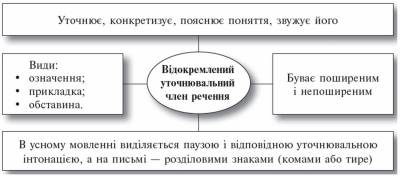 Уточнює, конкретизує, пояснює поняття, звужує його
Види:
• означення;
• прикладка;
• обставина.
Відокремлений
уточнювальний
член речення
Буває поширеним
і непоширеним
В усному мовленні виділяється паузою і відповідною уточнювальною
інтонацією, а на письмі — розділовими знаками (комами або тире)